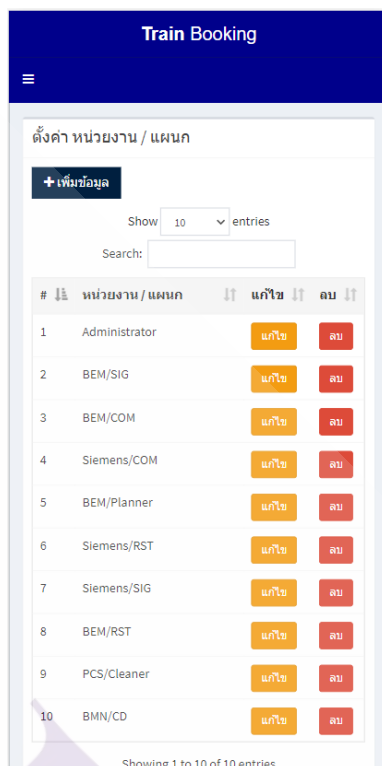 Train Booking
ตั้งค่า หน่วยงาน / แผนก
+ เพิ่มข้อมูล
Show 10 entries
Search:
# หน่วยงาน / แผนก แก้ไข ลบ
1 Administrator แก้ไข ลบ
2 BEM/SIG แก้ไข ลบ
3 BEM/COM แก้ไข ลบ
4 Siemens/COM แก้ไข ลบ
5 BEM/Planner แก้ไข ลบ
6 Siemens/RST แก้ไข ลบ
7 Siemens/SIG แก้ไข ลบ
8 BEM/RST แก้ไข ลบ
9 PCS/Cleaner แก้ไข ลบ
10 BMN/CD แก้ไข ลบ
Showing 1 to 10 of 10 entries